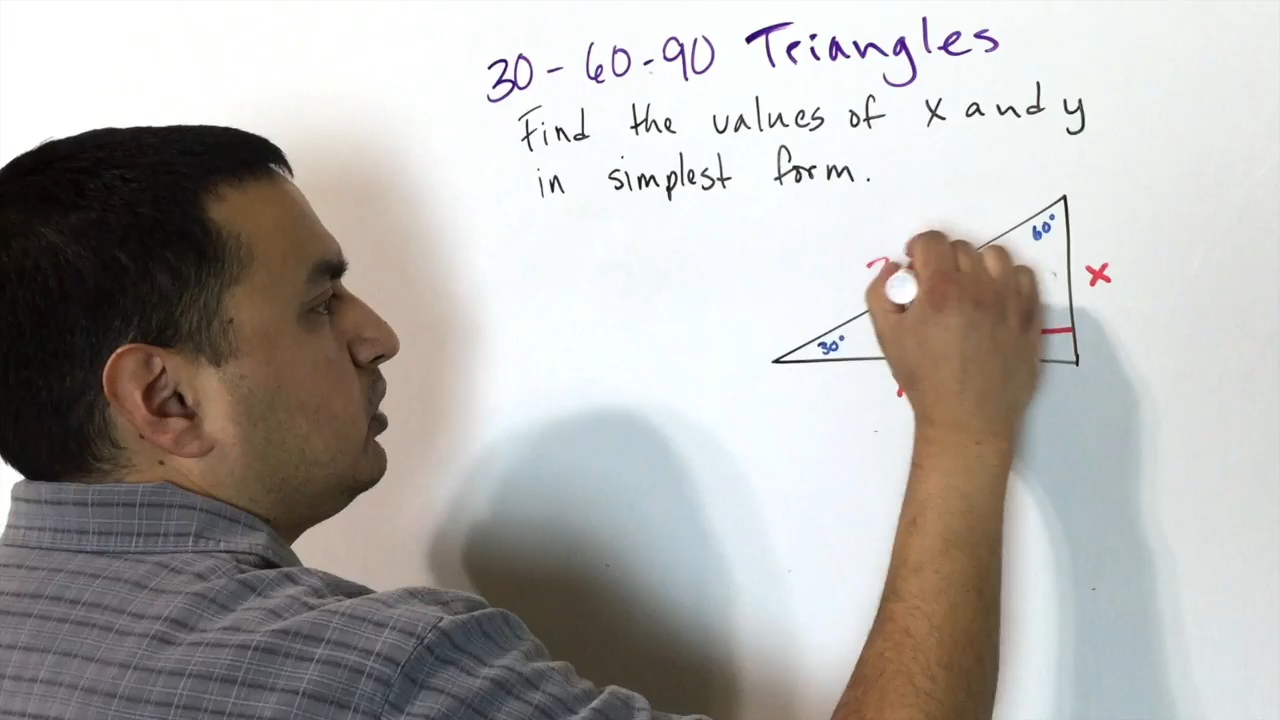 30-60-90 Triangles
Find the values of x and y
in simplest form.
60°
x
30°